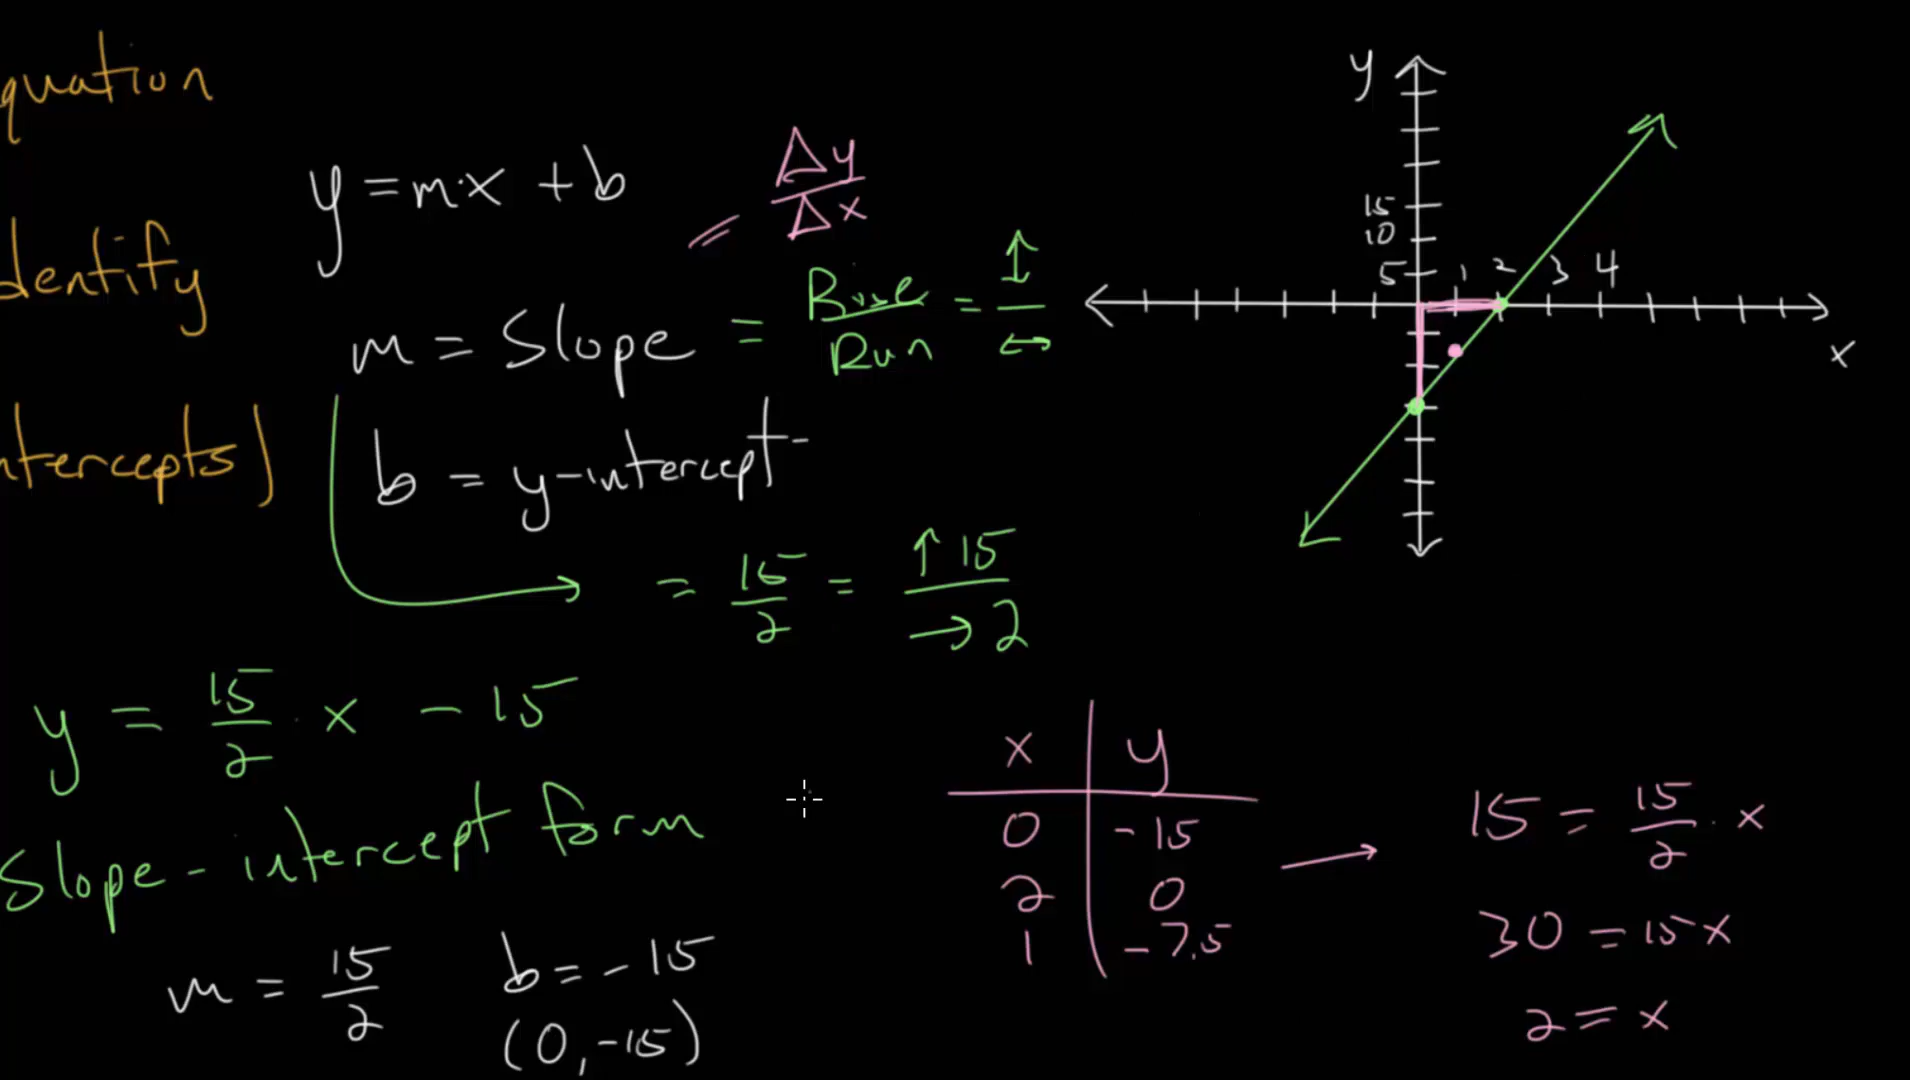 quation
dentify
ntercepts)
y = m·x + b
= Δy/Δx
m = Slope = Rise/Run = ↕/↔
b = y-intercept
= 15/2 = ↑15/→2
y = 15/2 · x - 15
Slope-intercept form
m = 15/2 b = -15
(0, -15)
y
15
10
5 1 2 3 4
x
x | y
0 | -15 →
2 | 0
1 | -7.5
15 = 15/2 · x
30 = 15x
2 = x